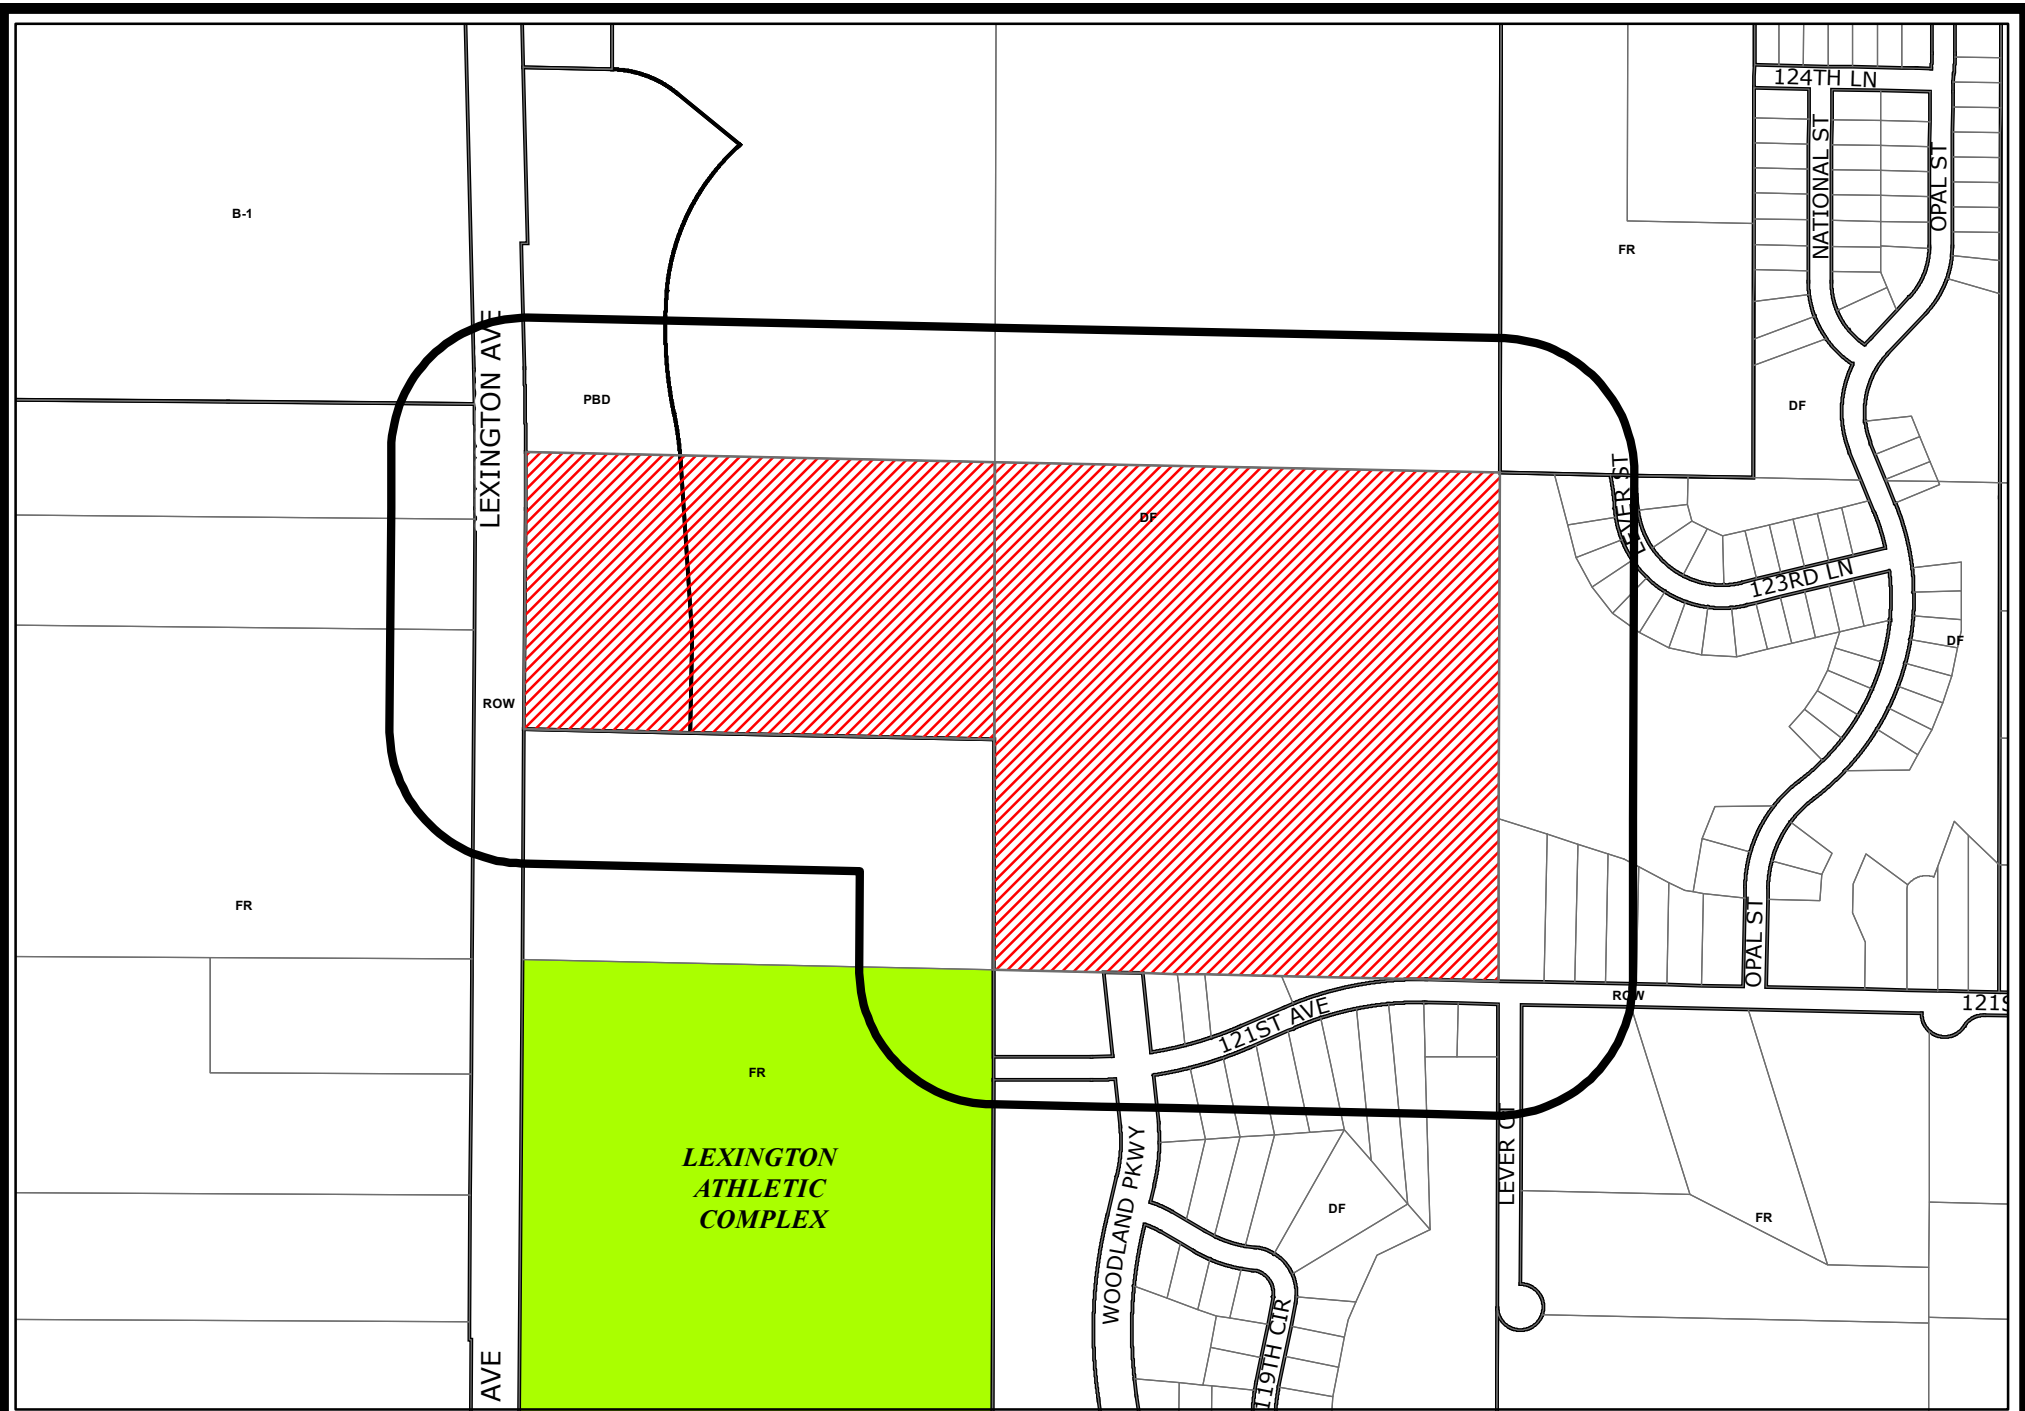 124TH LN
NATIONAL ST
OPAL ST
B-1
FR
LEXINGTON AVE
PBD
DF
LEVER ST
DF
123RD LN
DF
ROW
FR
OPAL ST
ROW
121S
121ST AVE
FR
LEXINGTON
ATHLETIC
COMPLEX
WOODLAND PKWY
LEVER CT
DF
FR
119TH CIR
AVE